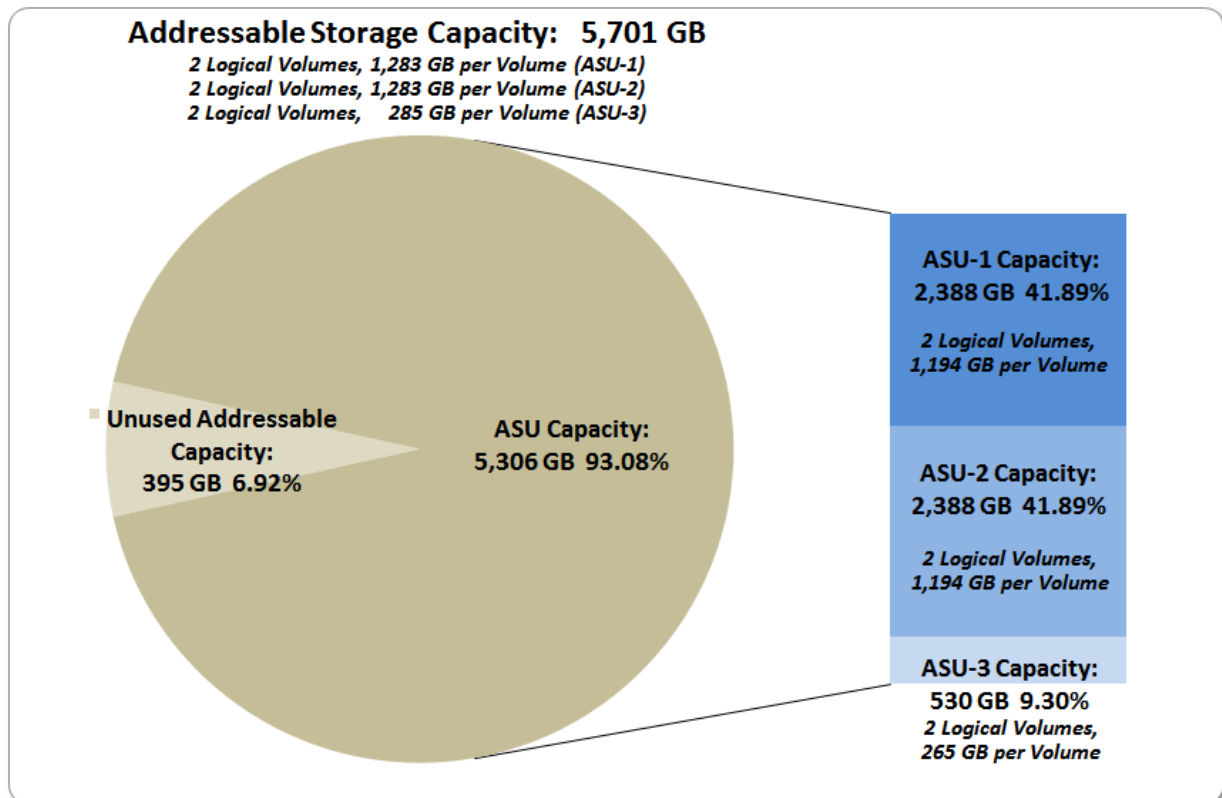 Addressable Storage Capacity: 5,701 GB
2 Logical Volumes, 1,283 GB per Volume (ASU-1)
2 Logical Volumes, 1,283 GB per Volume (ASU-2)
2 Logical Volumes, 285 GB per Volume (ASU-3)
Unused Addressable
Capacity:
395 GB 6.92%
ASU Capacity:
5,306 GB 93.08%
ASU-1 Capacity:
2,388 GB 41.89%
2 Logical Volumes,
1,194 GB per Volume
ASU-2 Capacity:
2,388 GB 41.89%
2 Logical Volumes,
1,194 GB per Volume
ASU-3 Capacity:
530 GB 9.30%
2 Logical Volumes,
265 GB per Volume